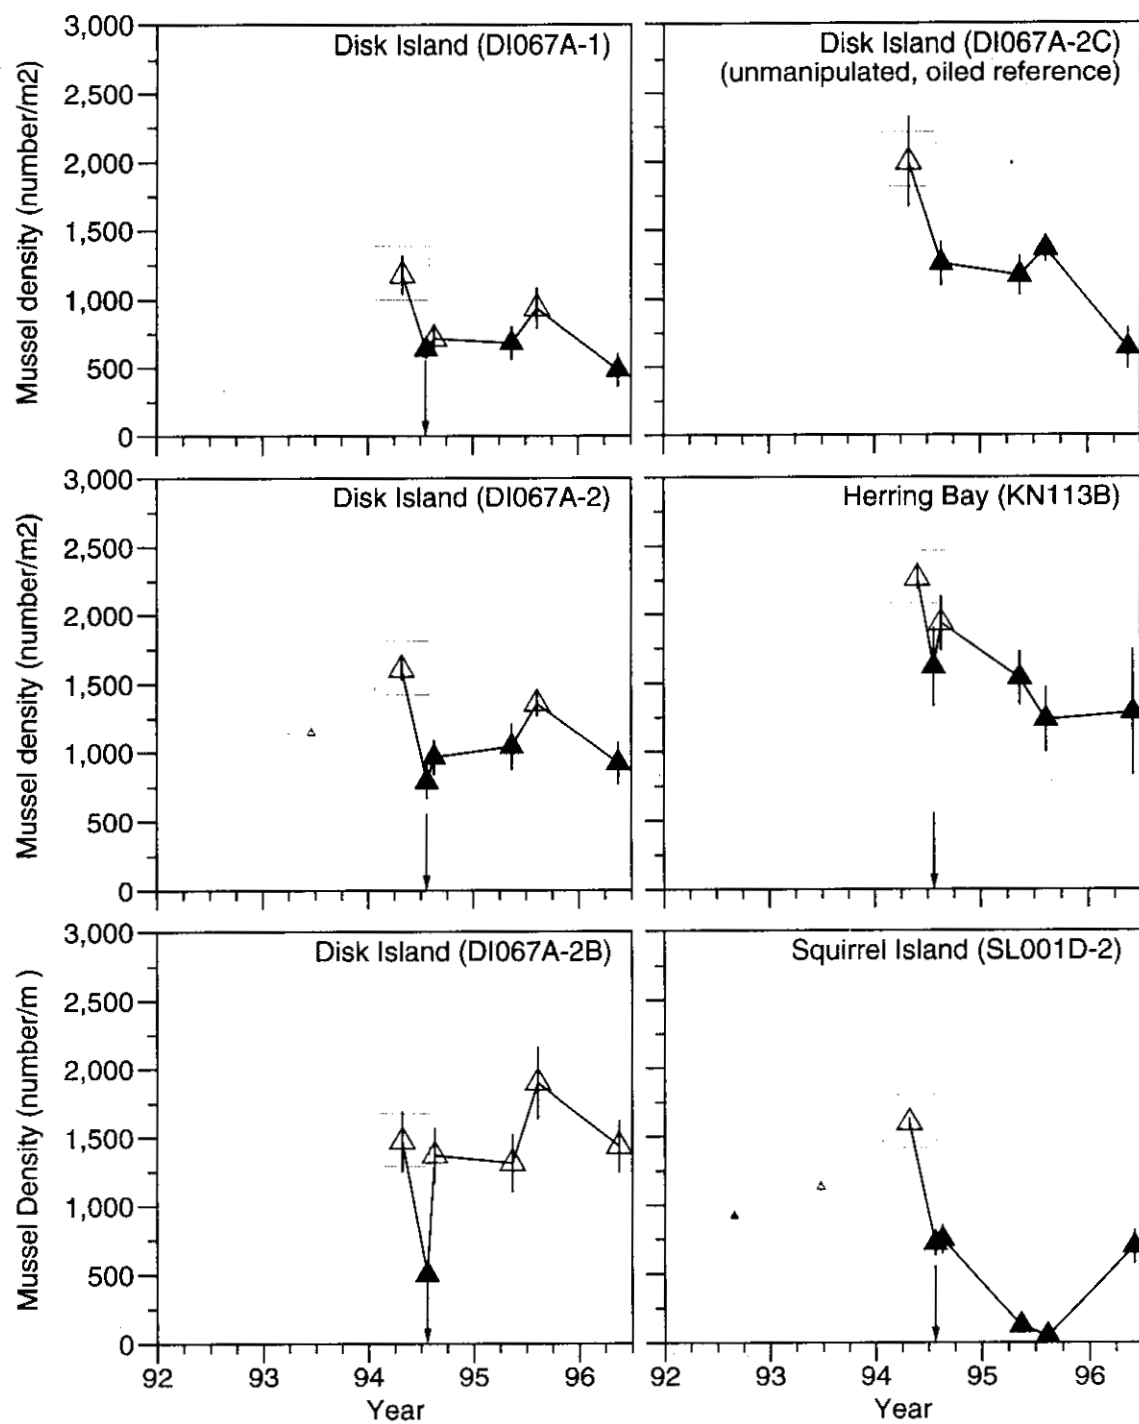 3,000
2,500
2,000
1,500
1,000
500
0
Mussel density (number/m2)
Disk Island (DI067A-1)
Disk Island (DI067A-2C)
(unmanipulated, oiled reference)
3,000
2,500
2,000
1,500
1,000
500
0
Mussel density (number/m2)
Disk Island (DI067A-2)
Herring Bay (KN113B)
3,000
2,500
2,000
1,500
1,000
500
0
Mussel Density (number/m )
Disk Island (DI067A-2B)
Squirrel Island (SL001D-2)
92 93 94 95 96
92 93 94 95 96
Year
Year